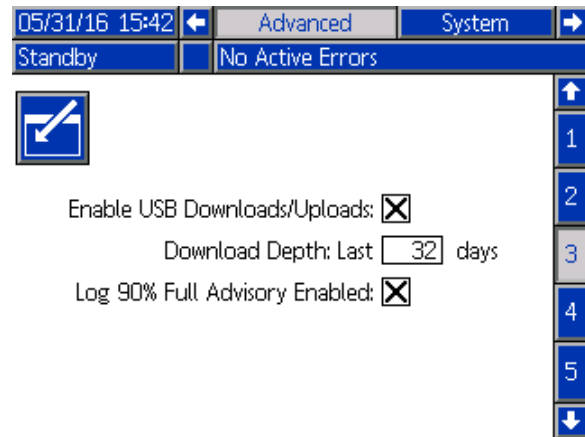 05/31/16 15:42 Advanced System
Standby No Active Errors
1
2
Enable USB Downloads/Uploads:
Download Depth: Last 32 days
3
Log 90% Full Advisory Enabled:
4
5